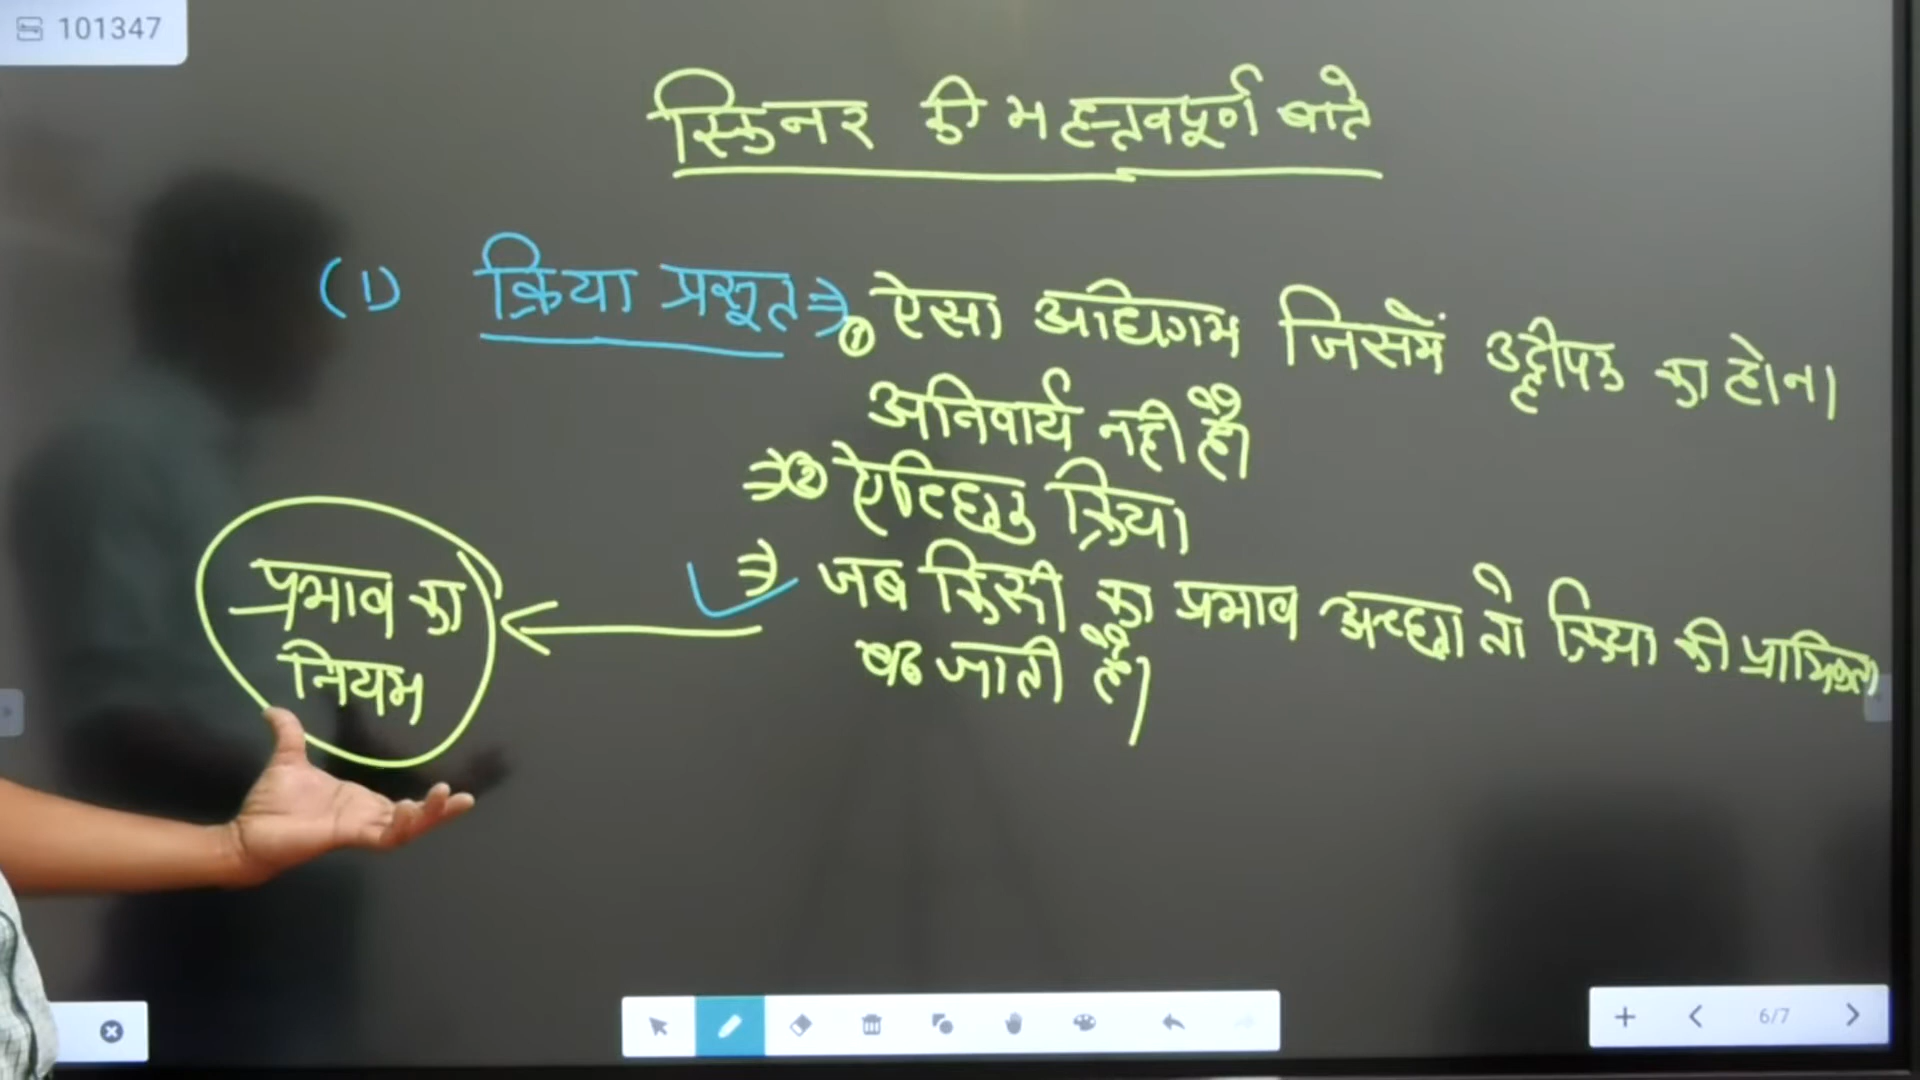 101347
स्किनर की महत्वपूर्ण बाते
(1) क्रिया प्रसूत ⇒ ① ऐसा अधिगम जिसमें उद्दीपक का होना
अनिवार्य नही है।
⇒② ऐच्छिक क्रिया
⇒ जब किसी का प्रभाव अच्छा तो क्रिया की
बढ जाती है।
प्रभाव का
नियम
6/7